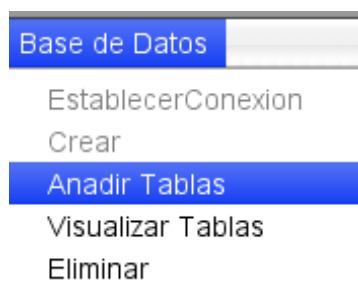 Base de Datos
EstablecerConexion
Crear
Anadir Tablas
Visualizar Tablas
Eliminar